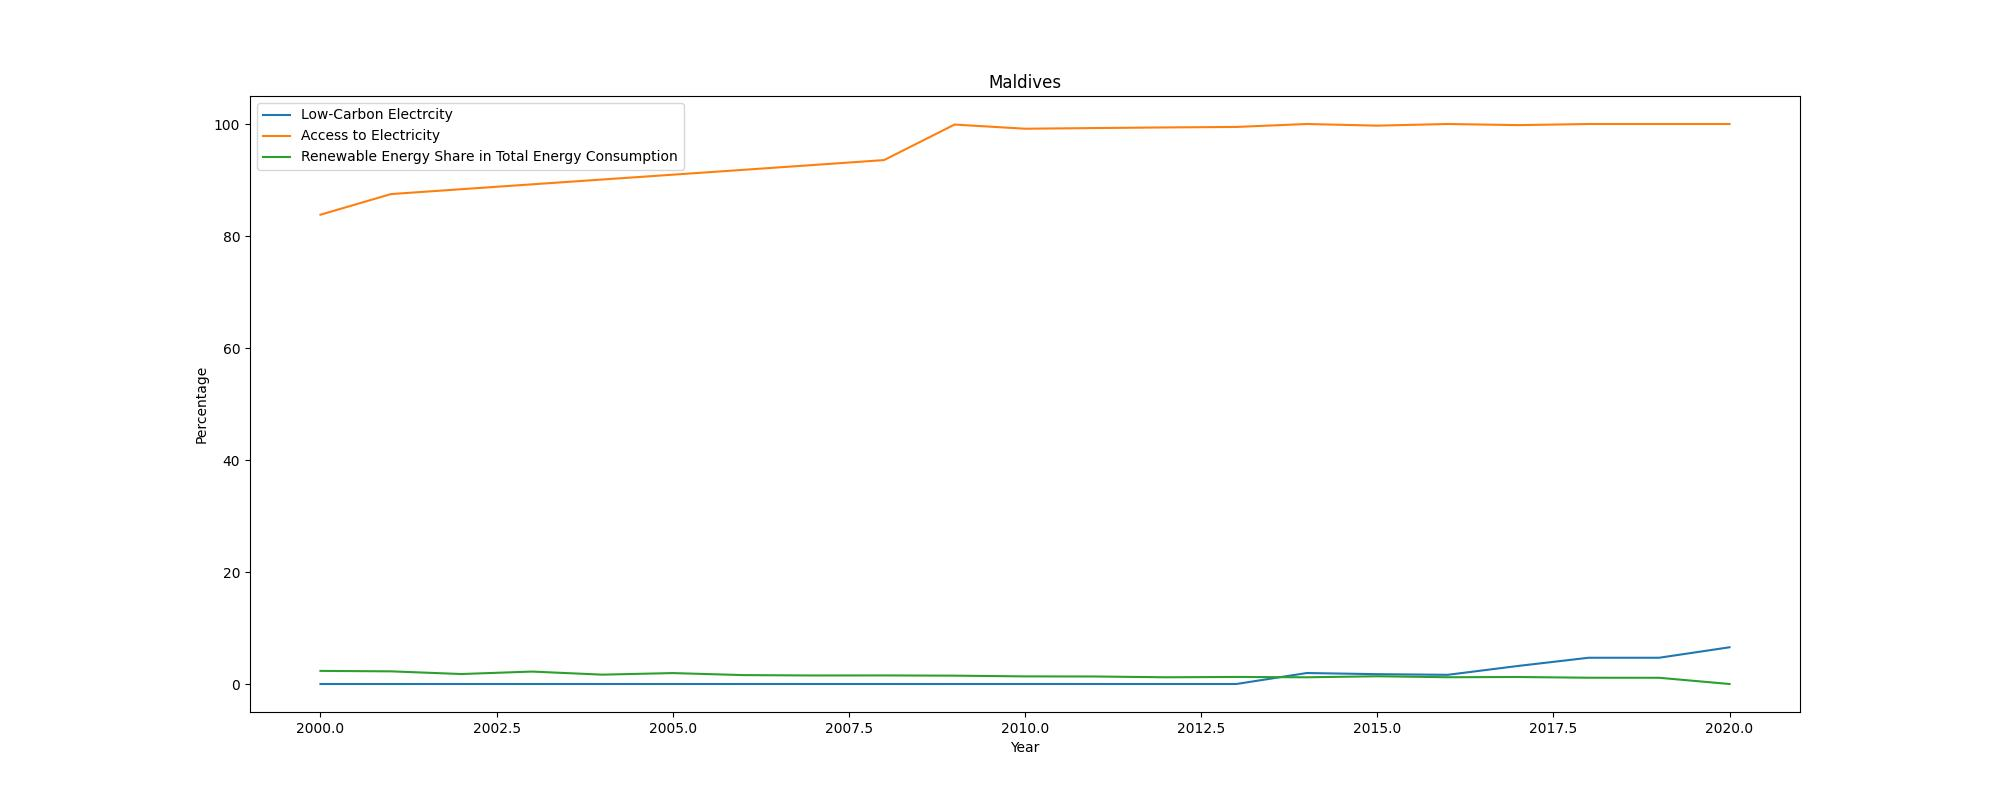 Maldives
Low-Carbon Electrcity
Access to Electricity
Renewable Energy Share in Total Energy Consumption
100
80
60
40
20
0
Percentage
2000.0 2002.5 2005.0 2007.5 2010.0 2012.5 2015.0 2017.5 2020.0
Year